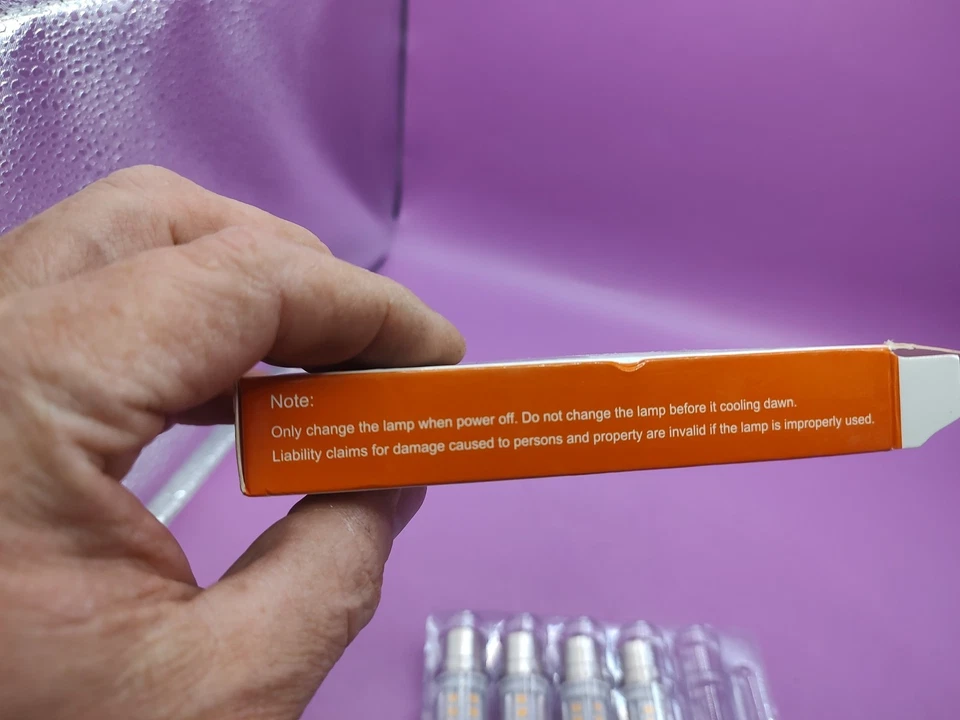 Note:
Only change the lamp when power off. Do not change the lamp before it cooling dawn.
Liability claims for damage caused to persons and property are invalid if the lamp is improperly used.